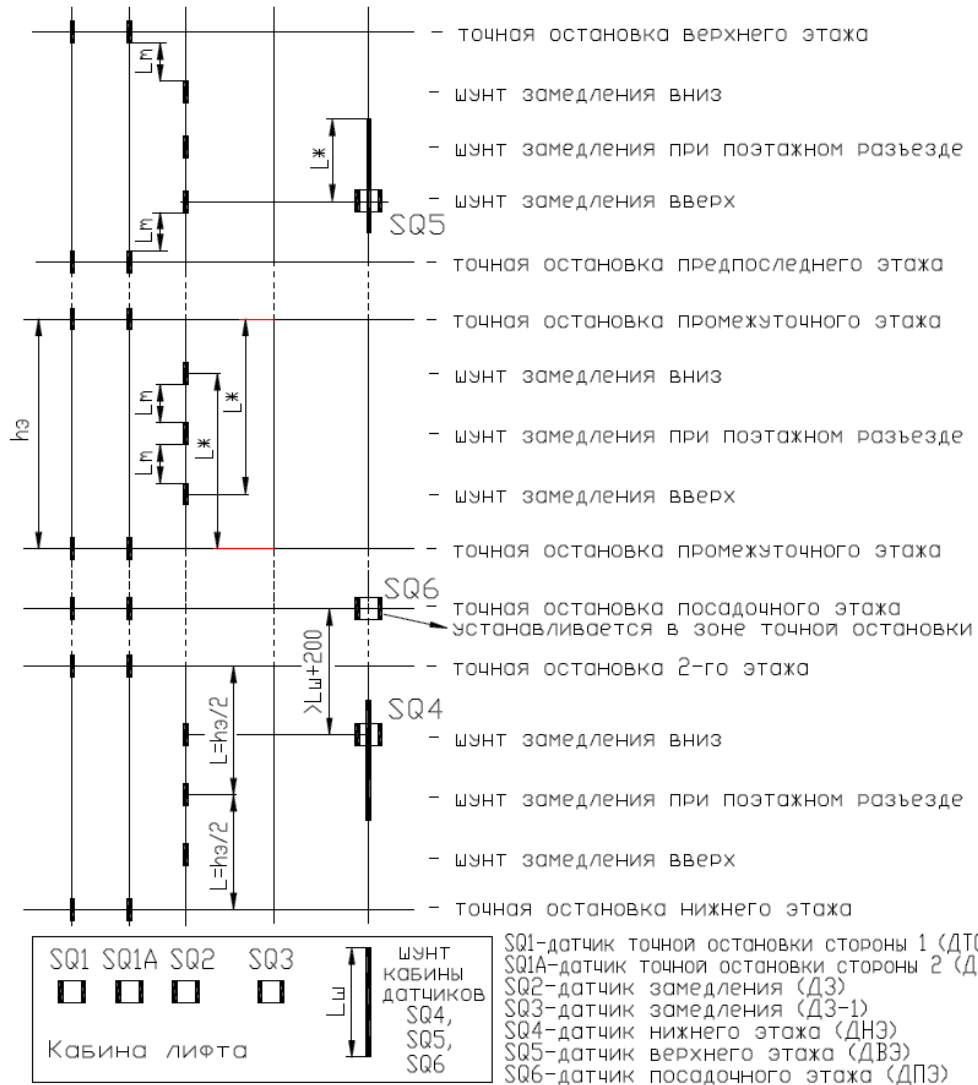 - точная остановка верхнего этажа
Lm
- шунт замедления вниз
Lж
- шунт замедления при поэтажном разъезде
- шунт замедления вверх
Lm
SQ5
- точная остановка предпоследнего этажа
- точная остановка промежуточного этажа
- шунт замедления вниз
Lm
Lж
Lж
hэ
- шунт замедления при поэтажном разъезде
Lm
- шунт замедления вверх
- точная остановка промежуточного этажа
SQ6
- точная остановка посадочного этажа
устанавливается в зоне точной остановки
>Lш+200
- точная остановка 2-го этажа
L=hэ/2
SQ4
- шунт замедления вниз
- шунт замедления при поэтажном разъезде
L=hэ/2
- шунт замедления вверх
- точная остановка нижнего этажа
SQ1 SQ1A SQ2 SQ3
Кабина лифта
Lш
шунт
кабины
датчиков
SQ4,
SQ5,
SQ6
SQ1-датчик точной остановки стороны 1
SQ1A-датчик точной остановки стороны 2
SQ2-датчик замедления (ДЗ)
SQ3-датчик замедления (ДЗ-1)
SQ4-датчик нижнего этажа (ДНЭ)
SQ5-датчик верхнего этажа (ДВЭ)
SQ6-датчик посадочного этажа (ДПЭ)